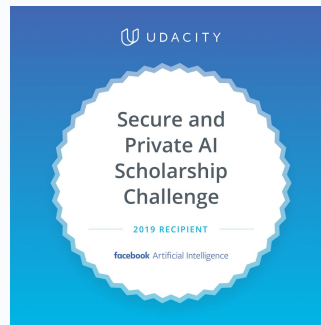 UDACITY
Secure and
Private AI
Scholarship
Challenge
2019 RECIPIENT
facebook Artificial Intelligence